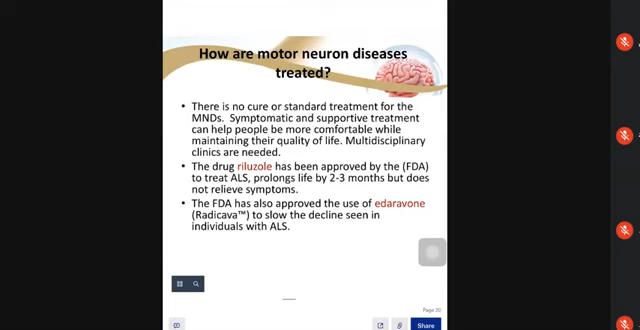 How are motor neuron diseases
treated?
• There is no cure or standard treatment for the
MNDs. Symptomatic and supportive treatment
can help people be more comfortable while
maintaining their quality of life. Multidisciplinary
clinics are needed.
• The drug riluzole has been approved by the (FDA)
to treat ALS, prolongs life by 2-3 months but does
not relieve symptoms.
• The FDA has also approved the use of edaravone
(Radicava™) to slow the decline seen in
individuals with ALS.
Page 20
Share